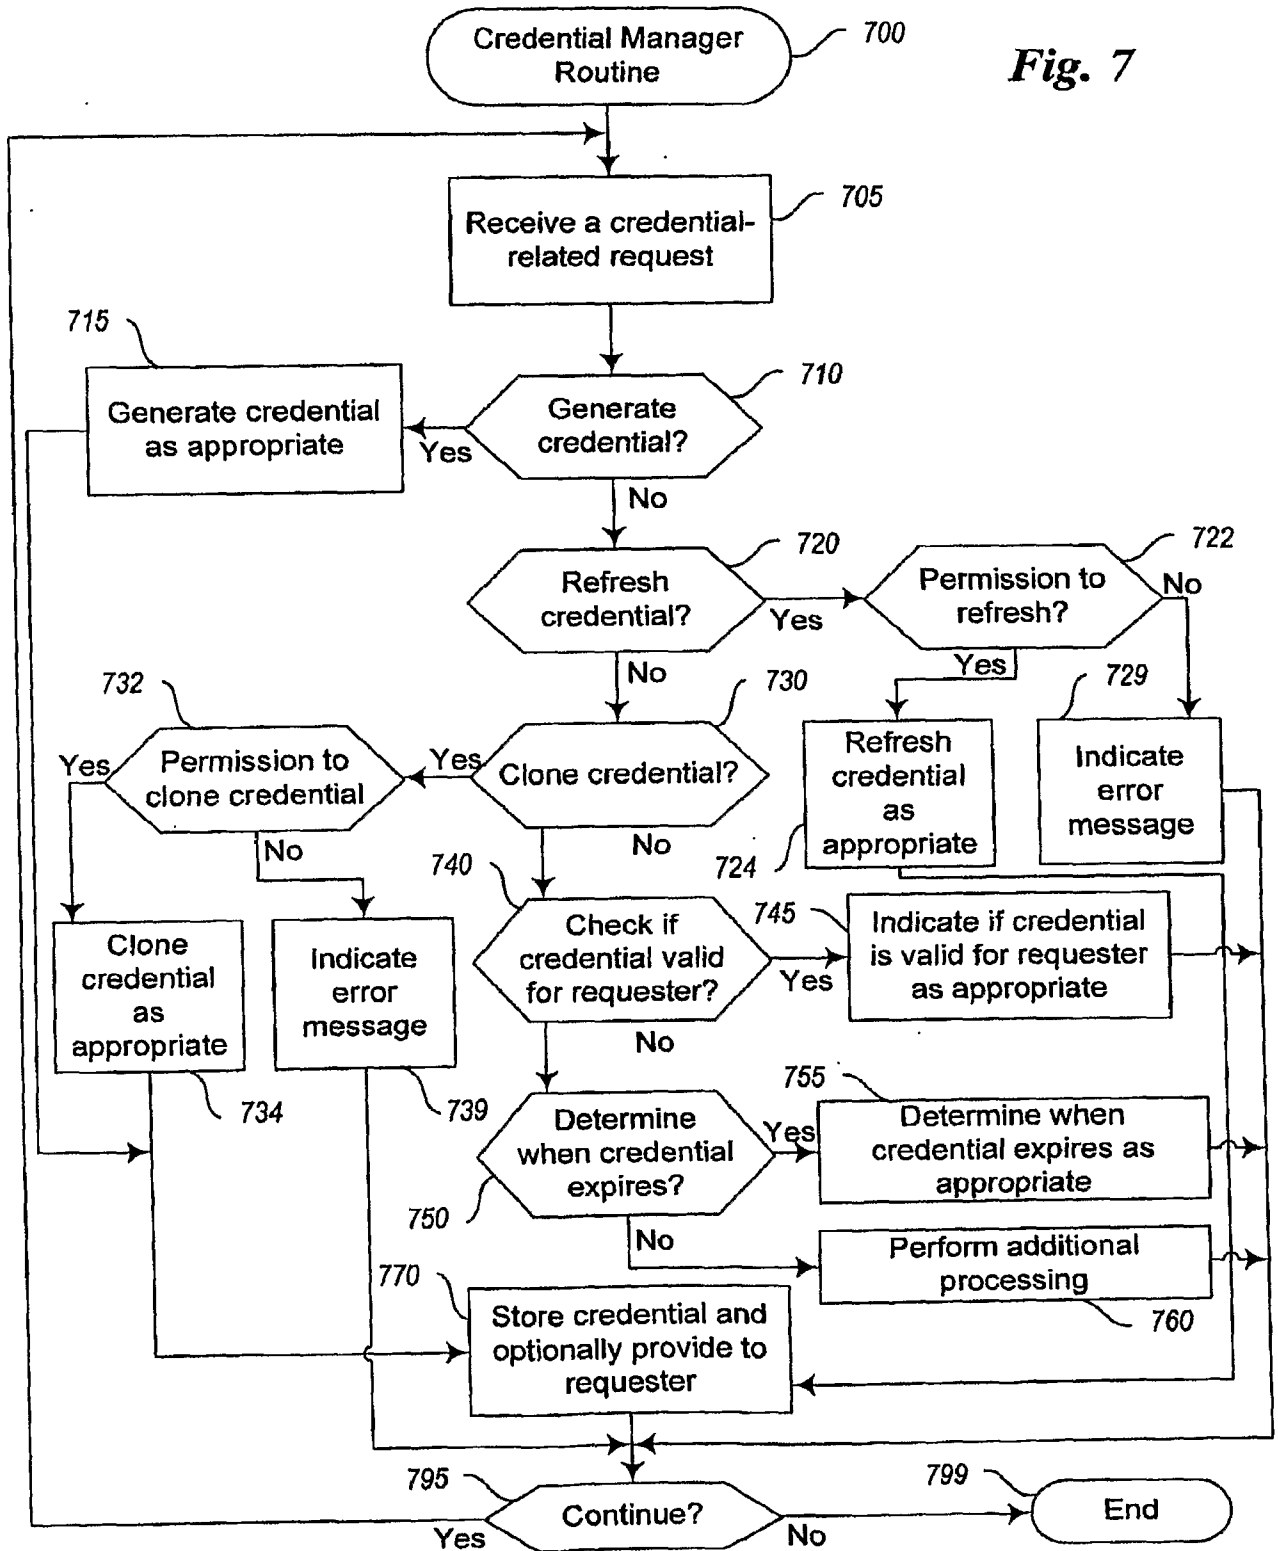 Credential Manager
Routine
700
Fig. 7
Receive a credential-
related request
705
715
Generate credential
as appropriate
Yes
Generate
credential?
710
No
Refresh
credential?
720
Yes
Permission to
refresh?
722
No
Yes
No
732
Permission to
clone credential
Yes
No
Yes
Clone credential?
730
No
Refresh
credential
as
appropriate
724
729
Indicate
error
message
Clone
credential
as
appropriate
734
Indicate
error
message
739
740
Check if
credential valid
for requester?
Yes
No
745
Indicate if credential
is valid for requester
as appropriate
Determine
when credential
expires?
750
Yes
No
755
Determine when
credential expires as
appropriate
Perform additional
processing
760
770
Store credential and
optionally provide to
requester
795
Continue?
Yes
No
799
End